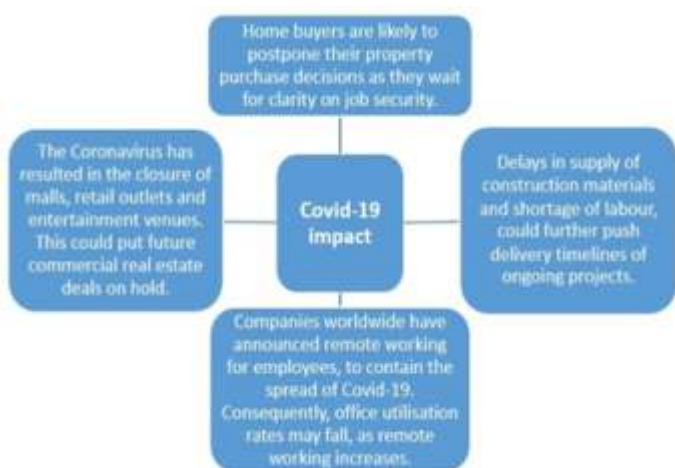 Home buyers are likely to
postpone their property
purchase decisions as they wait
for clarity on job security.
The Coronavirus has
resulted in the closure of
malls, retail outlets and
entertainment venues.
This could put future
commercial real estate
deals on hold.
Covid-19
impact
Delays in supply of
construction materials
and shortage of labour,
could further push
delivery timelines of
ongoing projects.
Companies worldwide have
announced remote working
for employees, to contain the
spread of Covid-19.
Consequently, office utilisation
rates may fall, as remote
working increases.